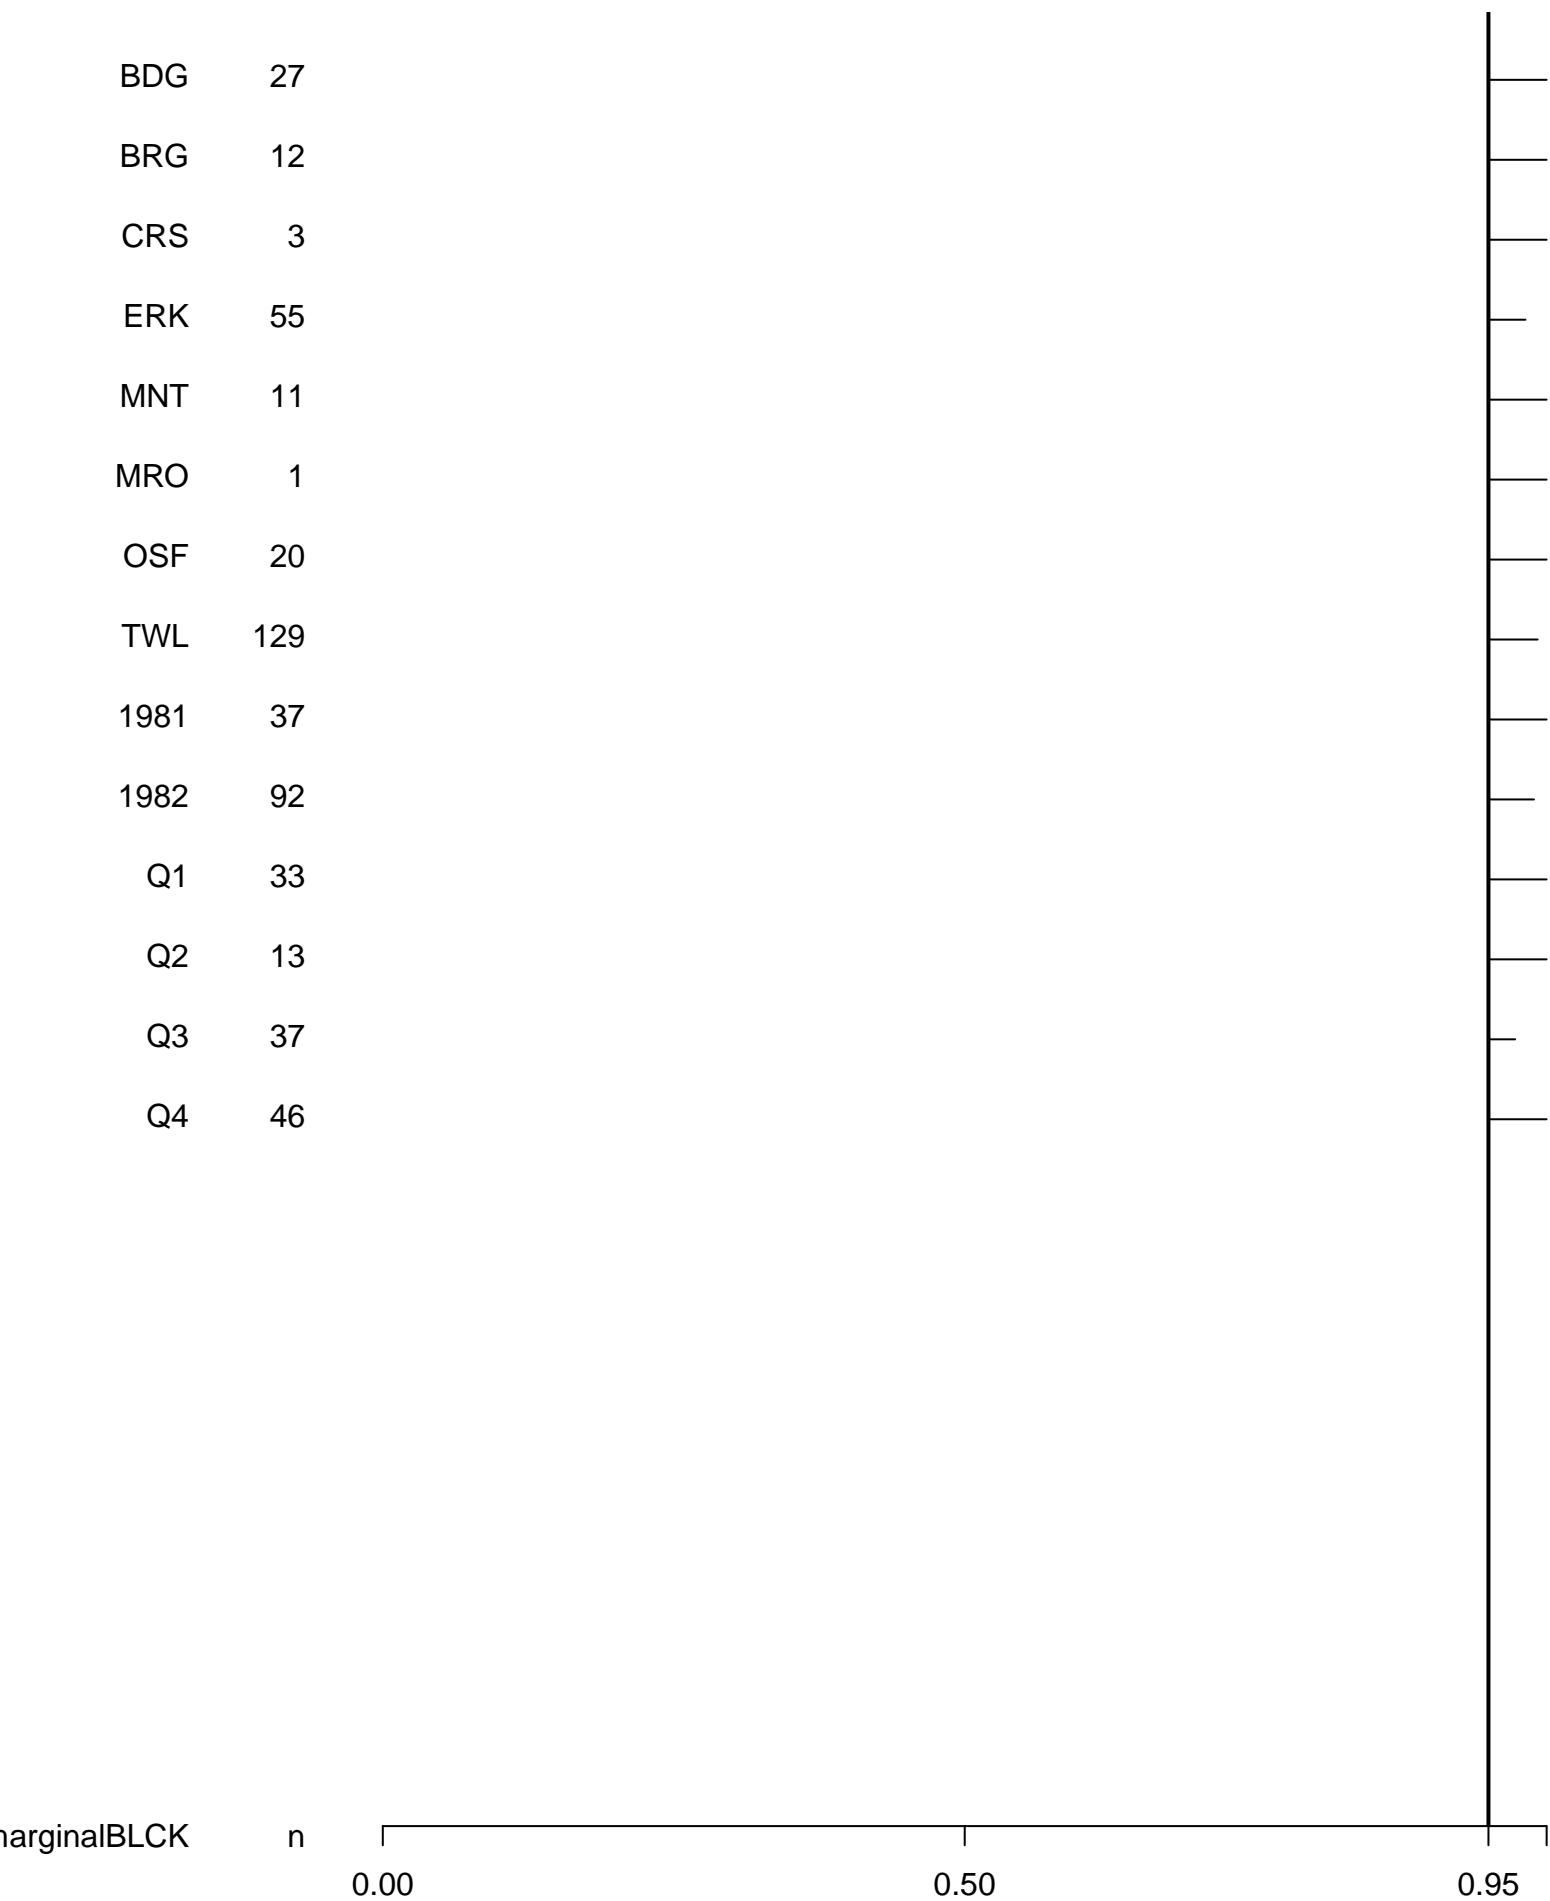 BDG 27
BRG 12
CRS 3
ERK 55
MNT 11
MRO 1
OSF 20
TWL 129
1981 37
1982 92
Q1 33
Q2 13
Q3 37
Q4 46
arginalBLCK n
0.00 0.50 0.95